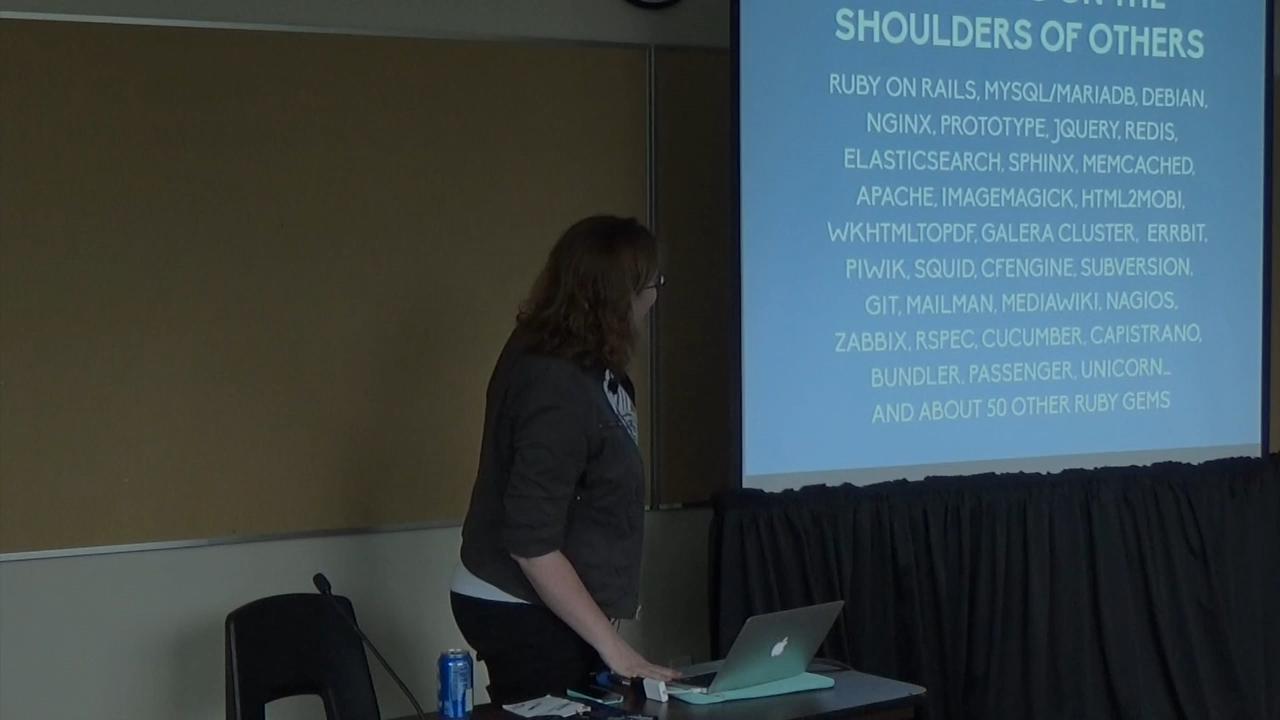 ON THE
SHOULDERS OF OTHERS
RUBY ON RAILS, MYSQL/MARIADB, DEBIAN,
NGINX, PROTOTYPE, JQUERY, REDIS,
ELASTICSEARCH, SPHINX, MEMCACHED,
APACHE, IMAGEMAGICK, HTML2MOBI,
WKHTMLTOPDF, GALERA CLUSTER, ERRBIT,
PIWIK, SQUID, CFENGINE, SUBVERSION,
GIT, MAILMAN, MEDIAWIKI, NAGIOS,
ZABBIX, RSPEC, CUCUMBER, CAPISTRANO,
BUNDLER, PASSENGER, UNICORN...
AND ABOUT 50 OTHER RUBY GEMS